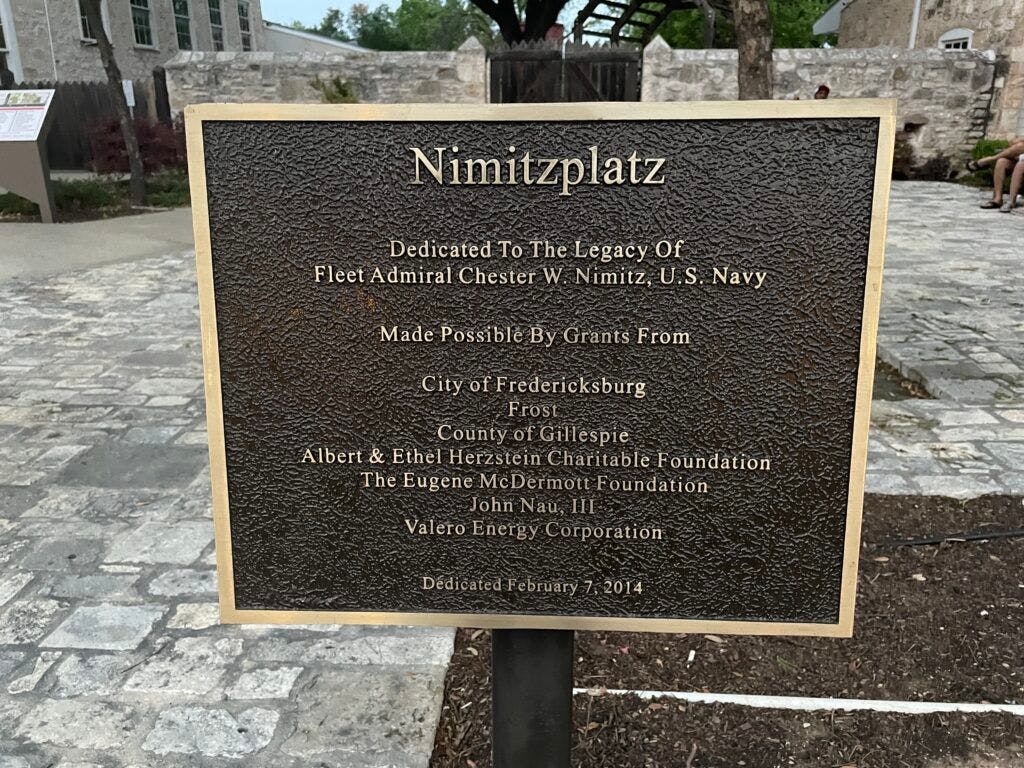 Nimitzplatz
Dedicated To The Legacy Of
Fleet Admiral Chester W. Nimitz, U.S. Navy
Made Possible By Grants From
City of Fredericksburg
Frost
County of Gillespie
Albert & Ethel Herzstein Charitable Foundation
The Eugene McDermott Foundation
John Nau, III
Valero Energy Corporation
Dedicated February 7, 2014